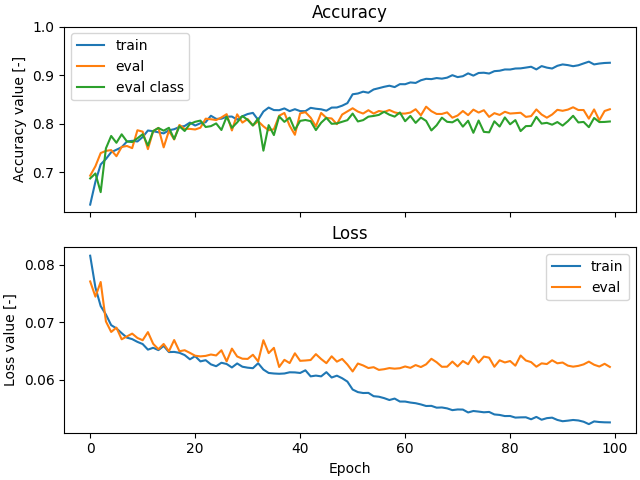 Accuracy
1.0
0.9
0.8
0.7
Accuracy value [-]
train
eval
eval class
Loss
0.08
0.07
0.06
Loss value [-]
train
eval
0 20 40 60 80 100
Epoch